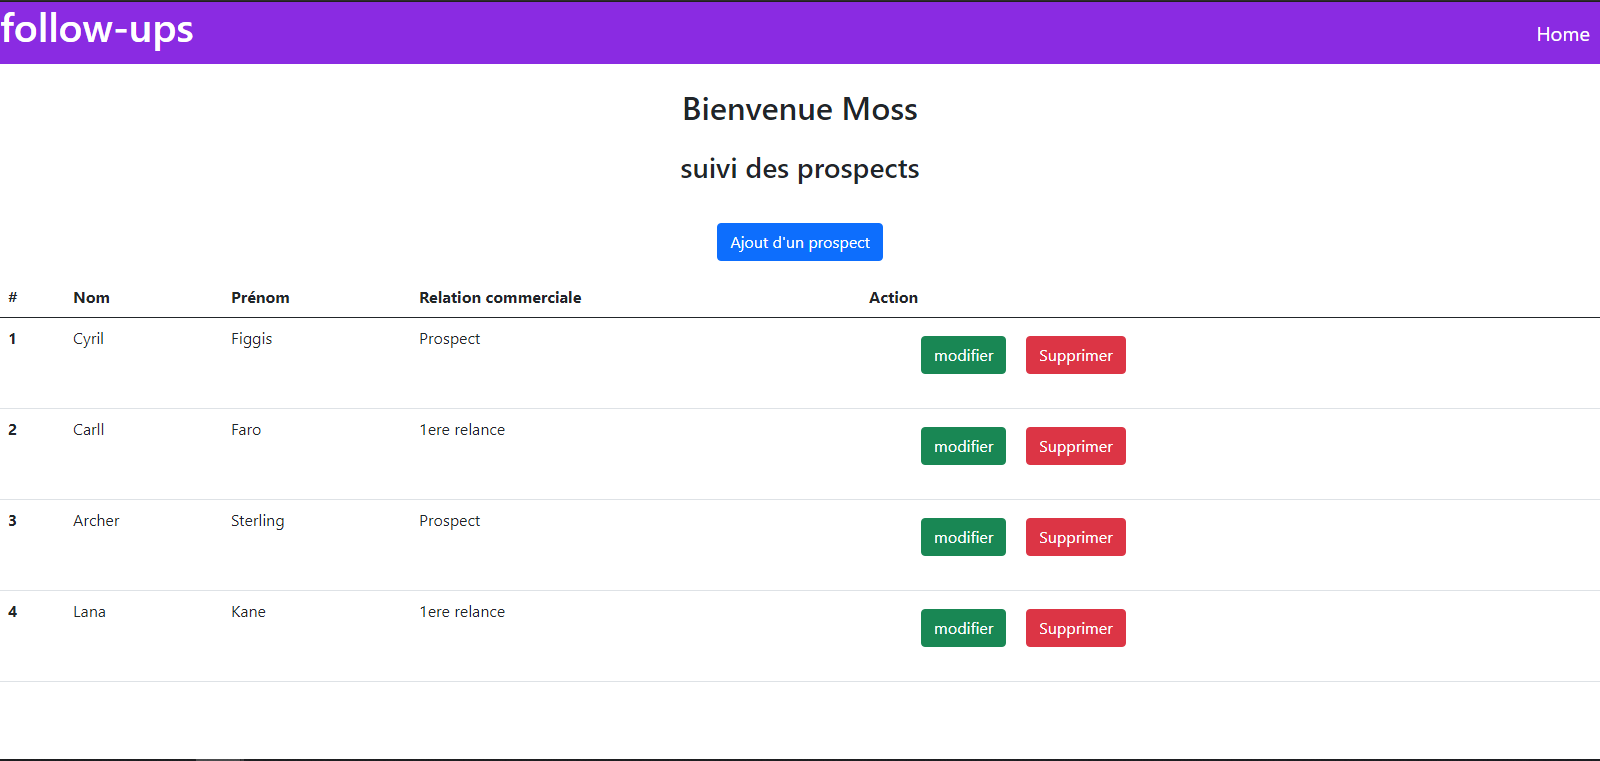 follow-ups
Home
Bienvenue Moss
suivi des prospects
Ajout d'un prospect
# Nom Prénom Relation commerciale Action
1 Cyril Figgis Prospect modifier Supprimer
2 Carll Faro 1ere relance modifier Supprimer
3 Archer Sterling Prospect modifier Supprimer
4 Lana Kane 1ere relance modifier Supprimer